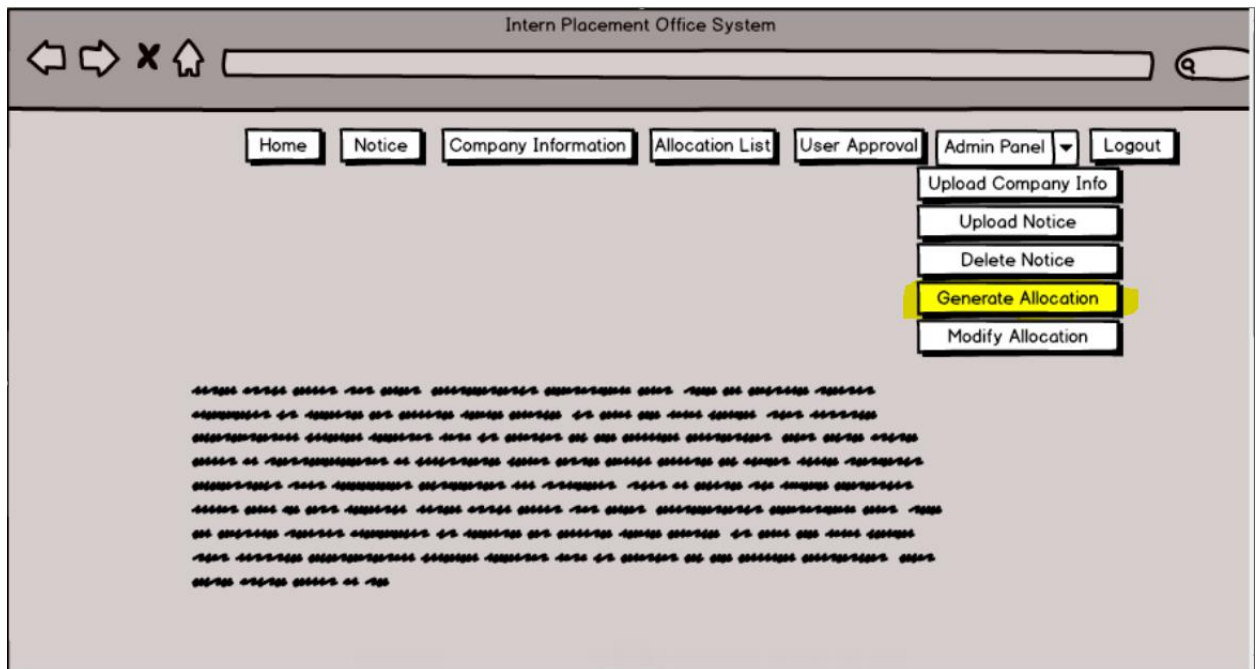 Intern Placement Office System
Home Notice Company Information Allocation List User Approval Admin Panel Logout
Upload Company Info
Upload Notice
Delete Notice
Generate Allocation
Modify Allocation